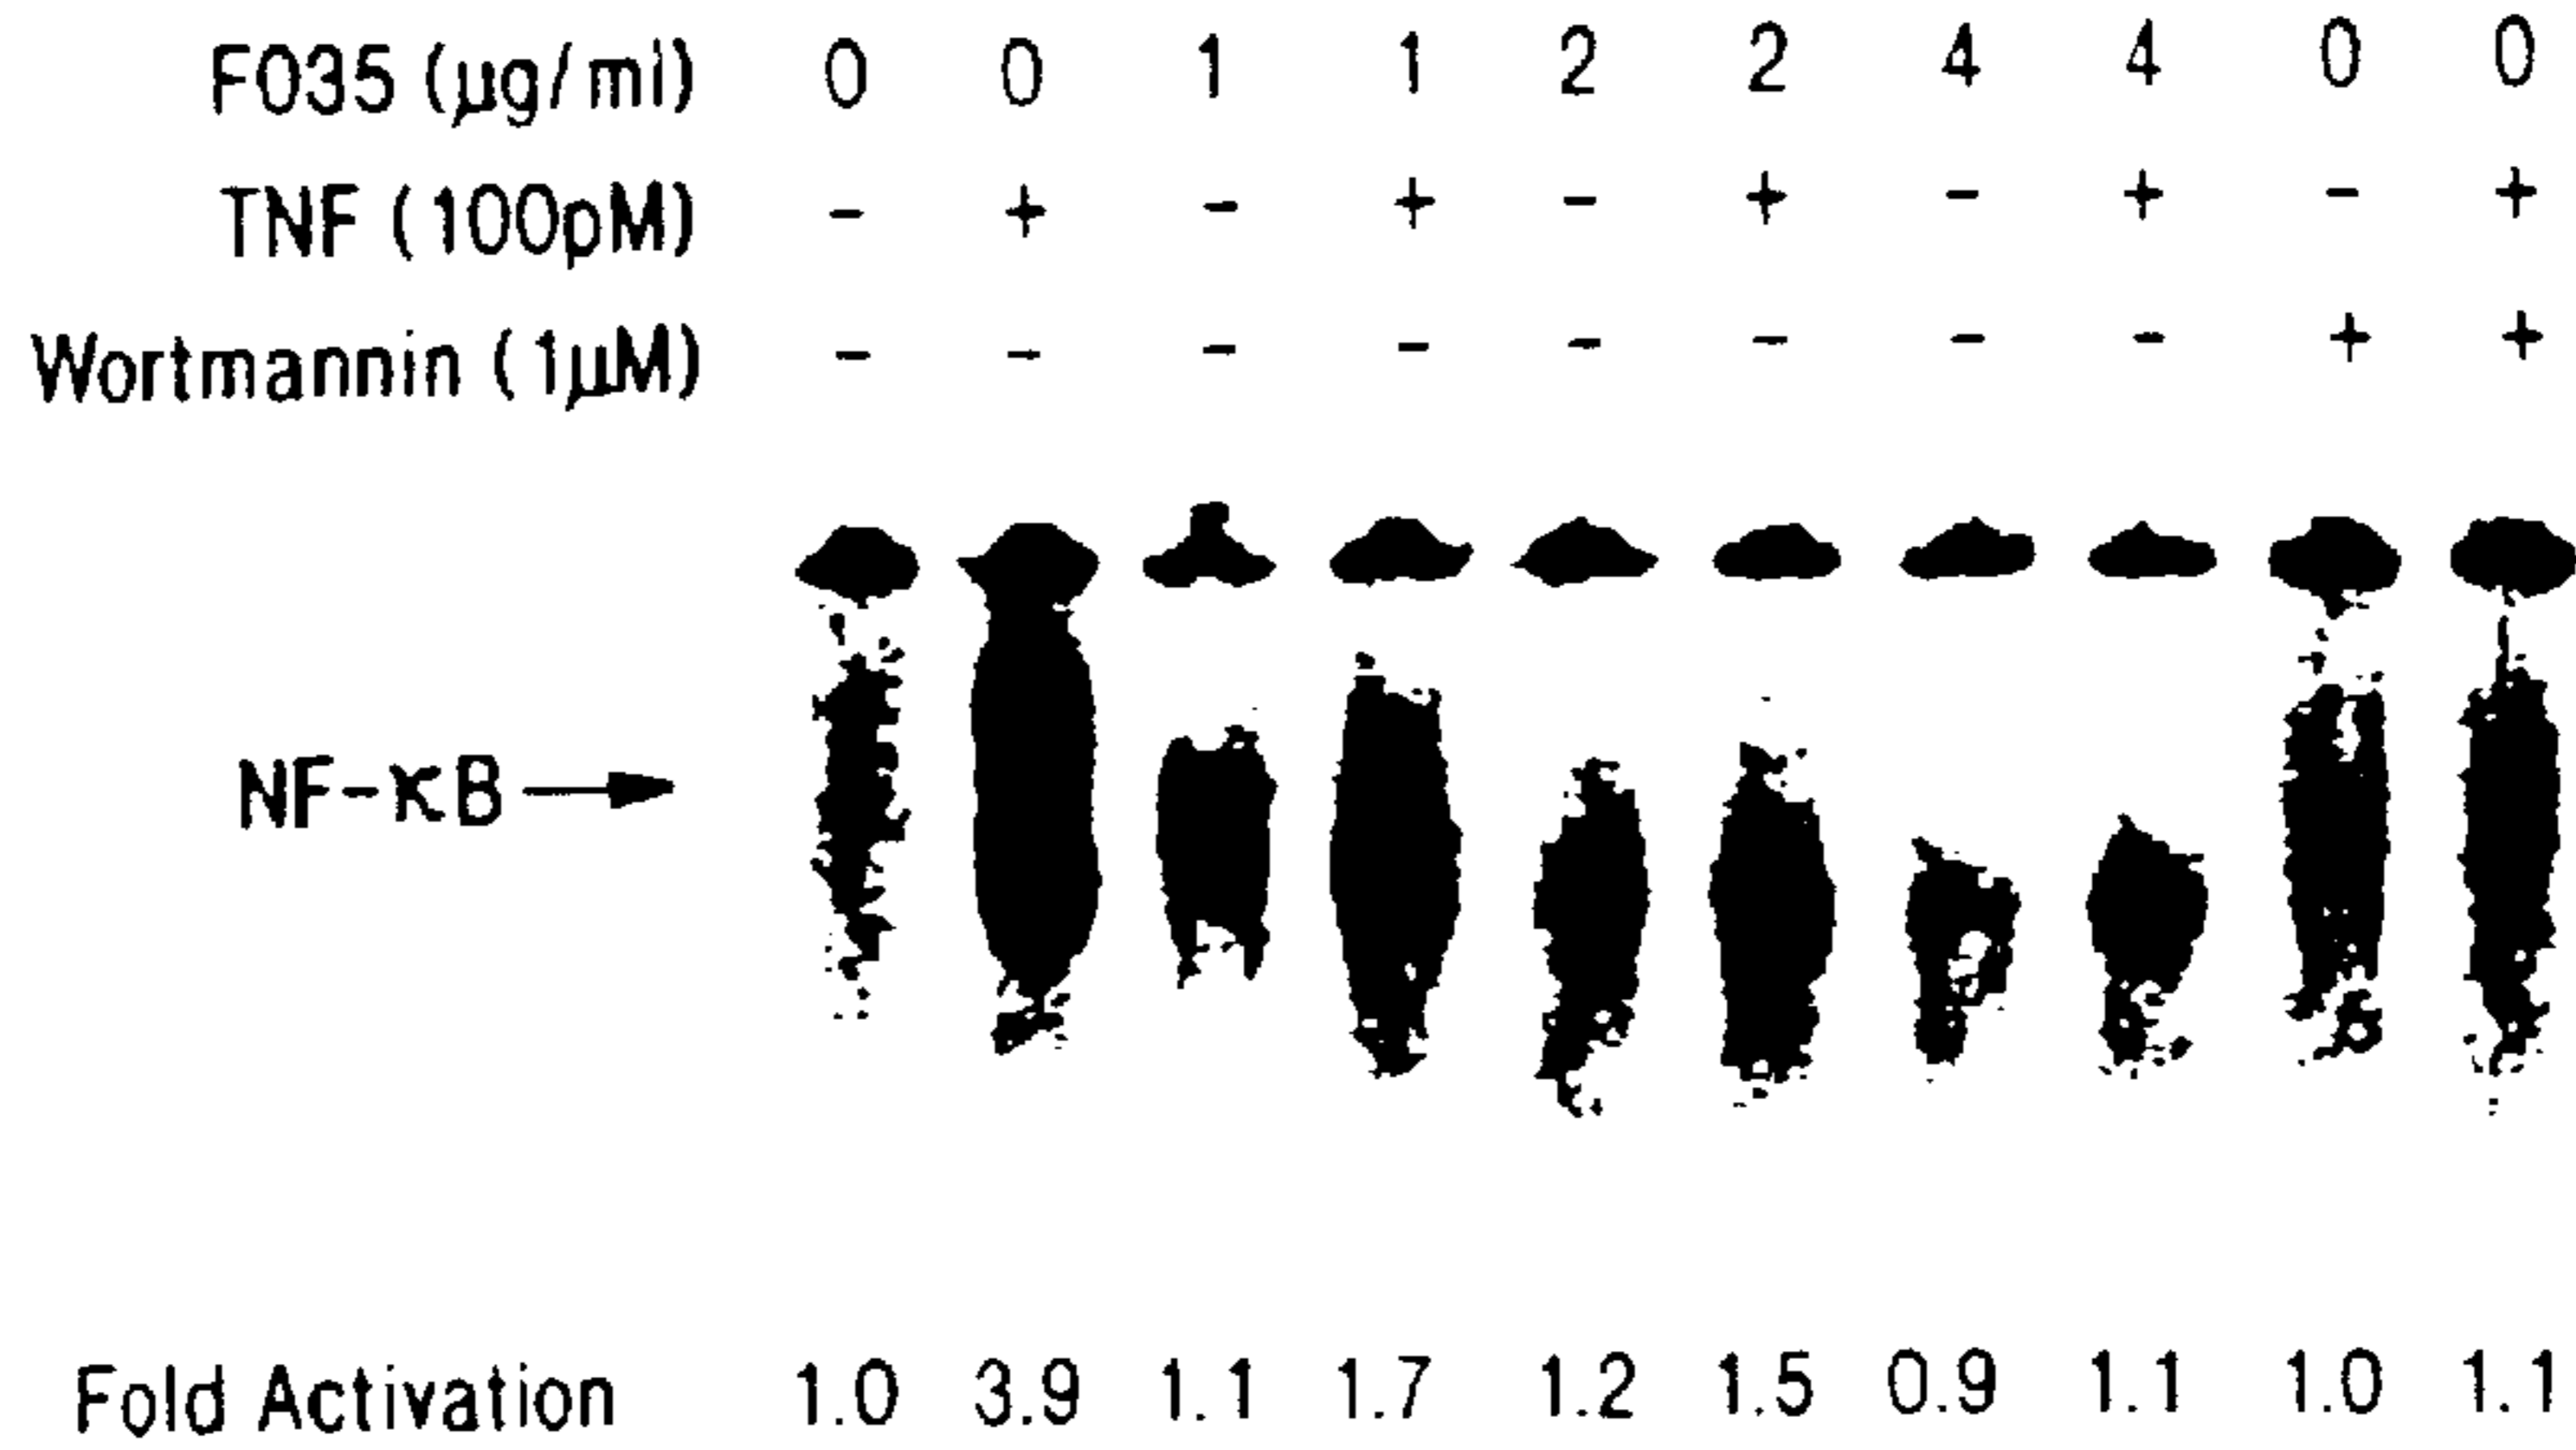 F035 (μg/ml) 0 0 1 1 2 2 4 4 0 0
TNF (100pM) - + - + - + - + - +
Wortmannin (1μM) - - - - - - - - + +
NF-κB
Fold Activation 1.0 3.9 1.1 1.7 1.2 1.5 0.9 1.1 1.0 1.1